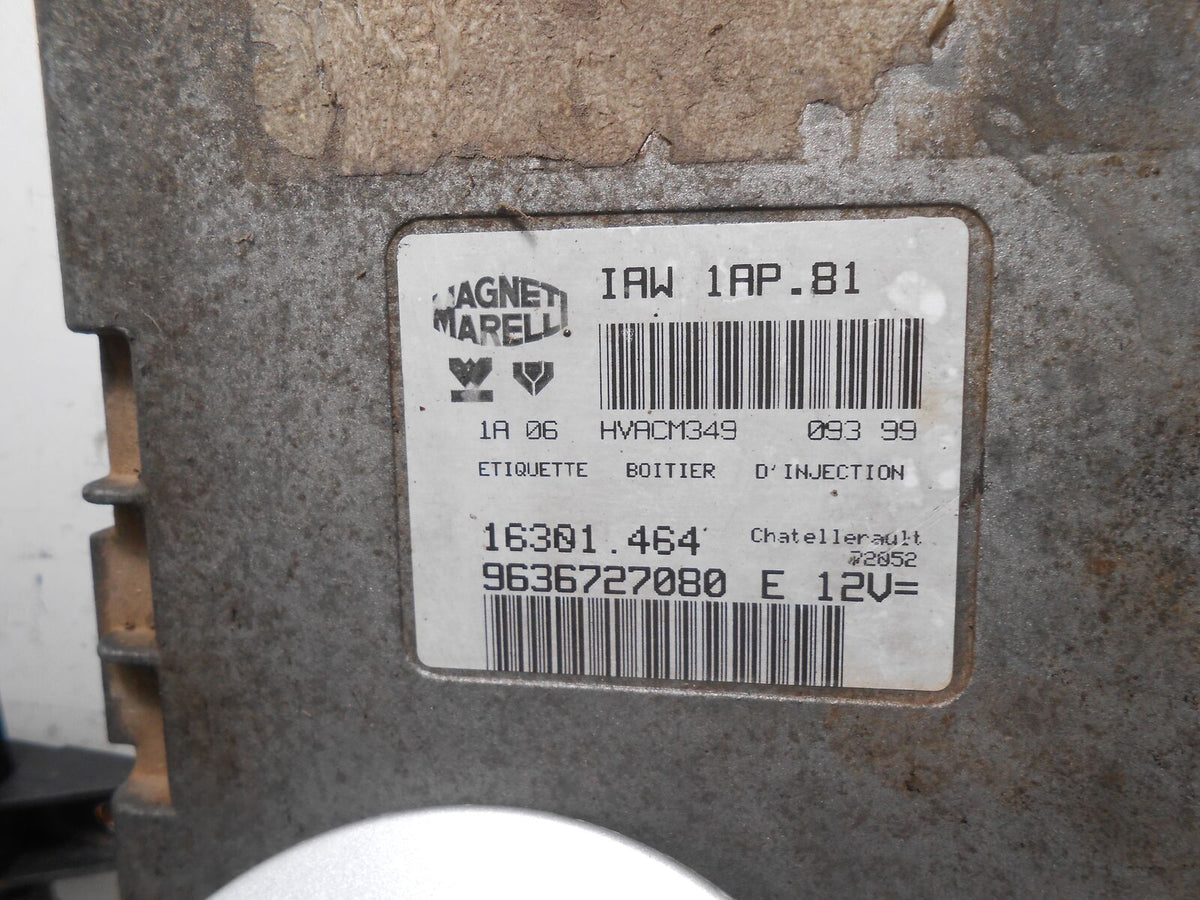 MAGNETI
MARELLI
IAW 1AP.81
1A 06 HVACM349 093 99
ETIQUETTE BOITIER D'INJECTION
16301.464
Chatellerault
72052
9636727080 E 12V=